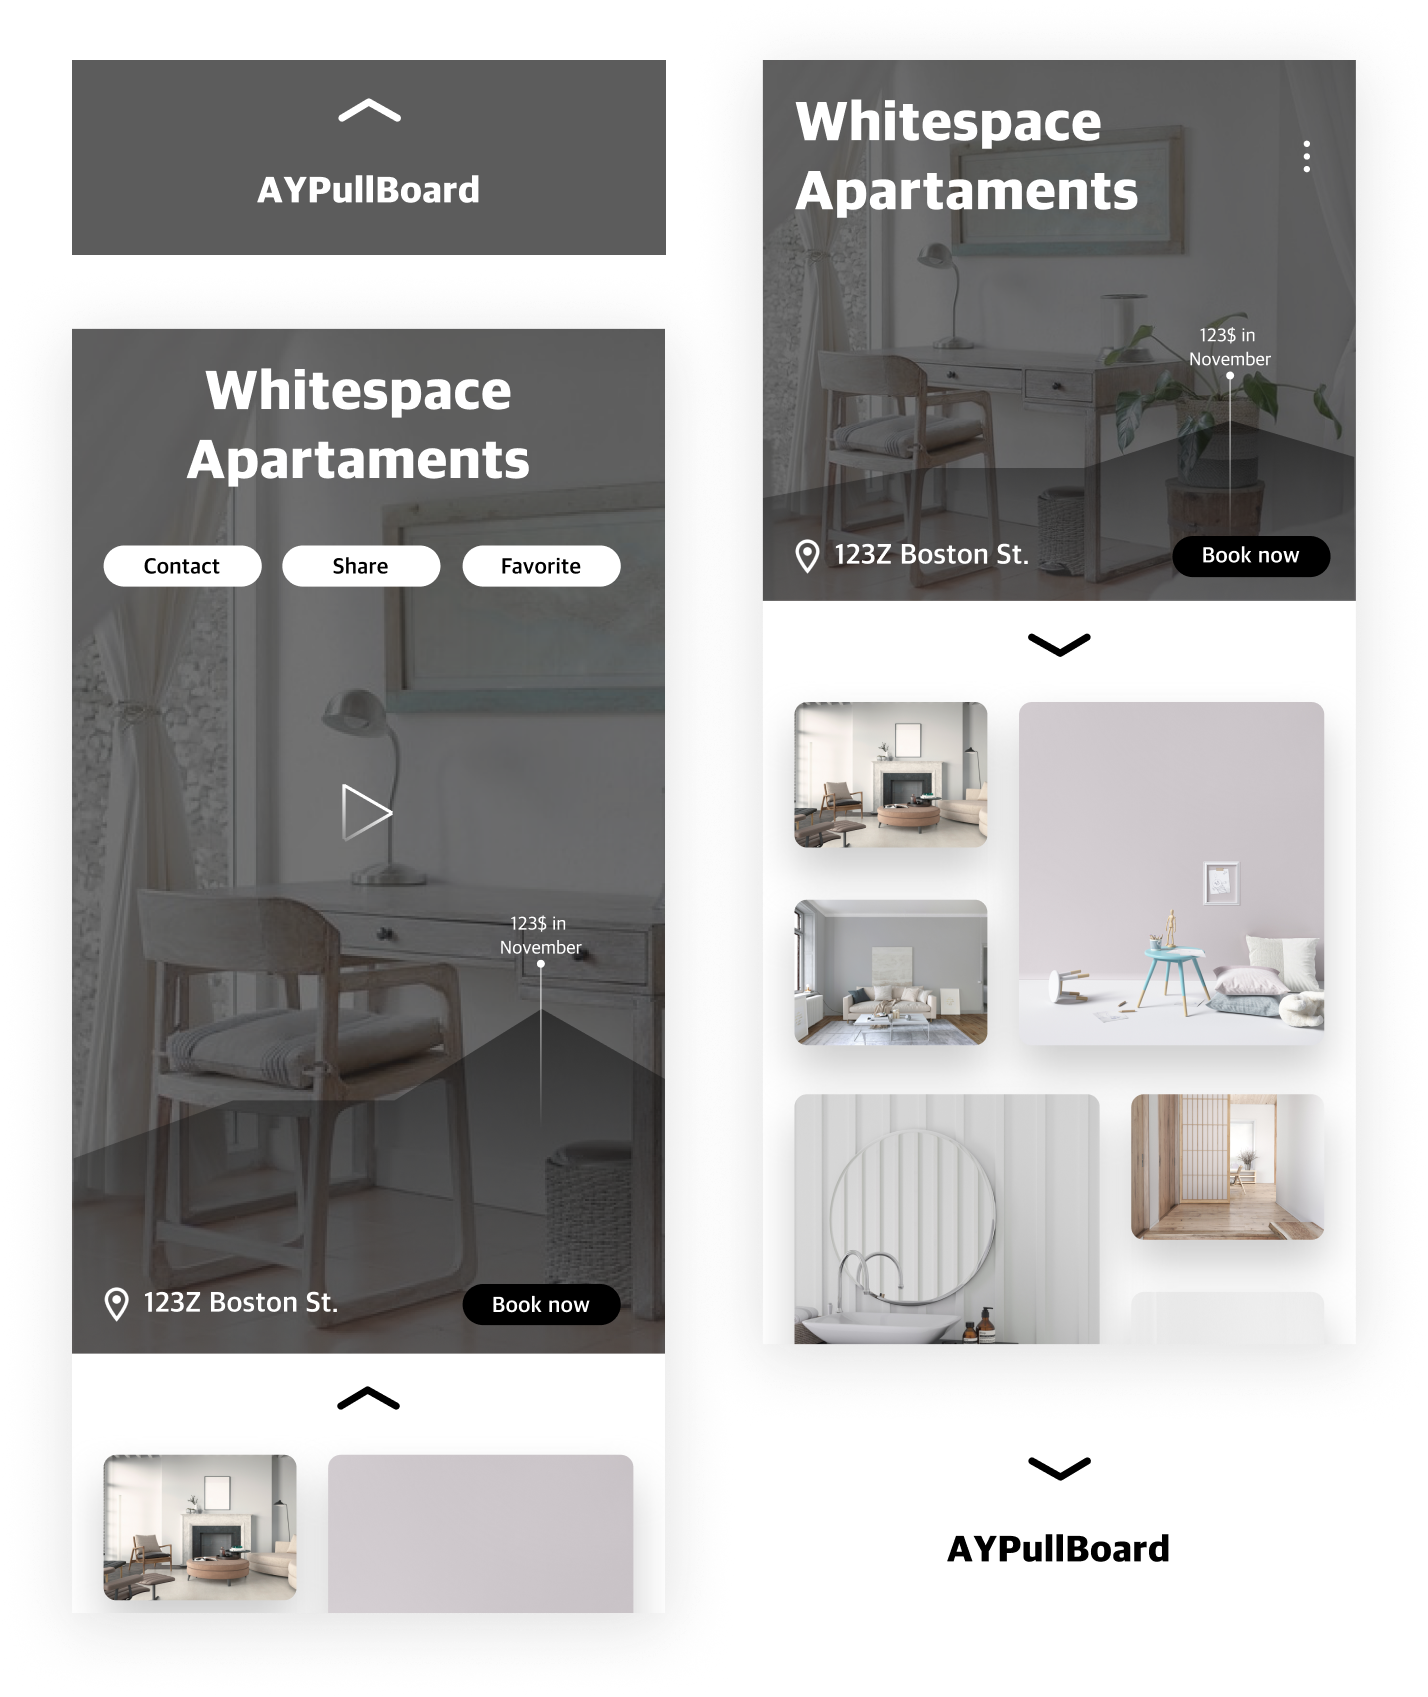 AYPullBoard
Whitespace
Apartaments
Contact
Share
Favorite
123$ in
November
123Z Boston St.
Book now
Whitespace
Apartaments
123$ in
November
123Z Boston St.
Book now
AYPullBoard